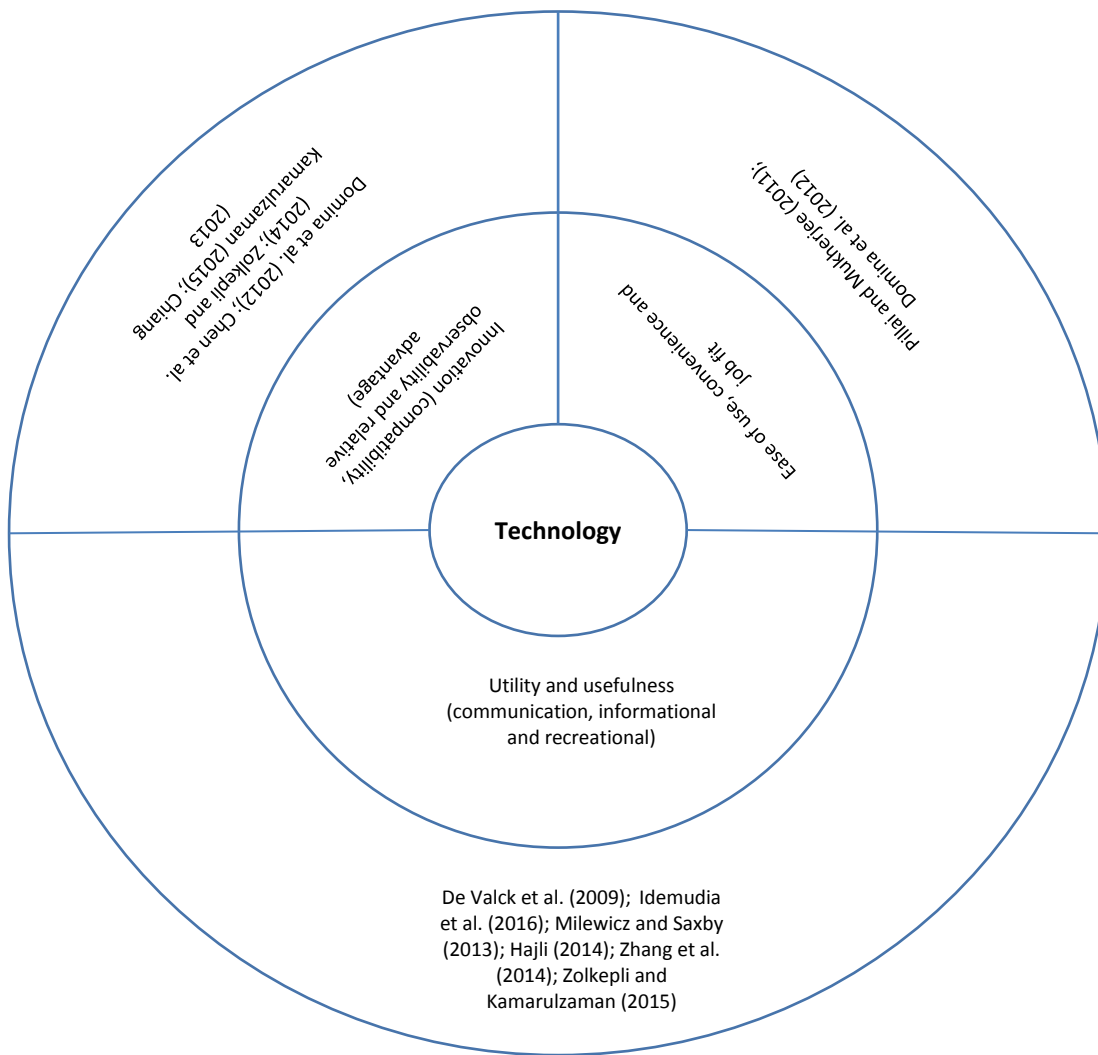 Domina et al. (2012); Chen et al.
(2014); Zolkepli and
Kamarulzaman (2015); Chiang
(2013
Pillai and Mukherjee (2011);
Domina et al. (2012)
Innovation (compatibility,
observability and relative
advantage)
Ease of use, convenience and
job fit
Technology
Utility and usefulness
(communication, informational
and recreational)
De Valck et al. (2009); Idemudia
et al. (2016); Milewicz and Saxby
(2013); Hajli (2014); Zhang et al.
(2014); Zolkepli and
Kamarulzaman (2015)